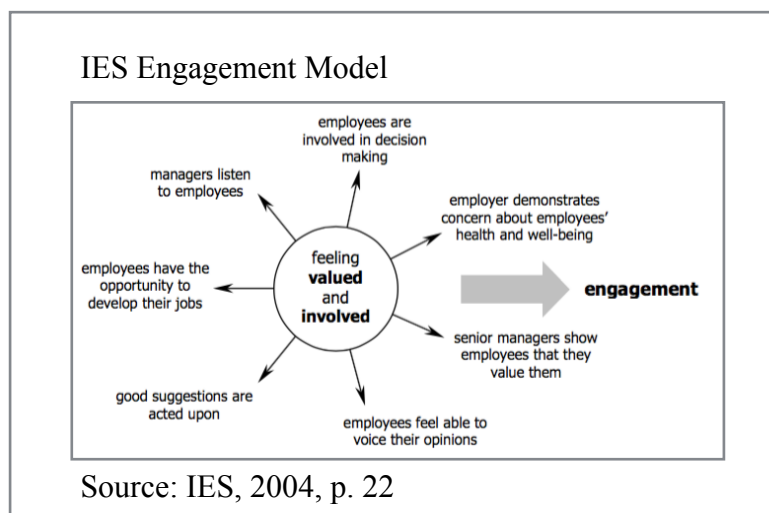 IES Engagement Model
employees are
involved in decision
making
managers listen
to employees
employer demonstrates
concern about employees'
health and well-being
feeling
valued
and
involved
employees have the
opportunity to
develop their jobs
engagement
senior managers show
employees that they
value them
good suggestions are
acted upon
employees feel able to
voice their opinions
Source: IES, 2004, p. 22